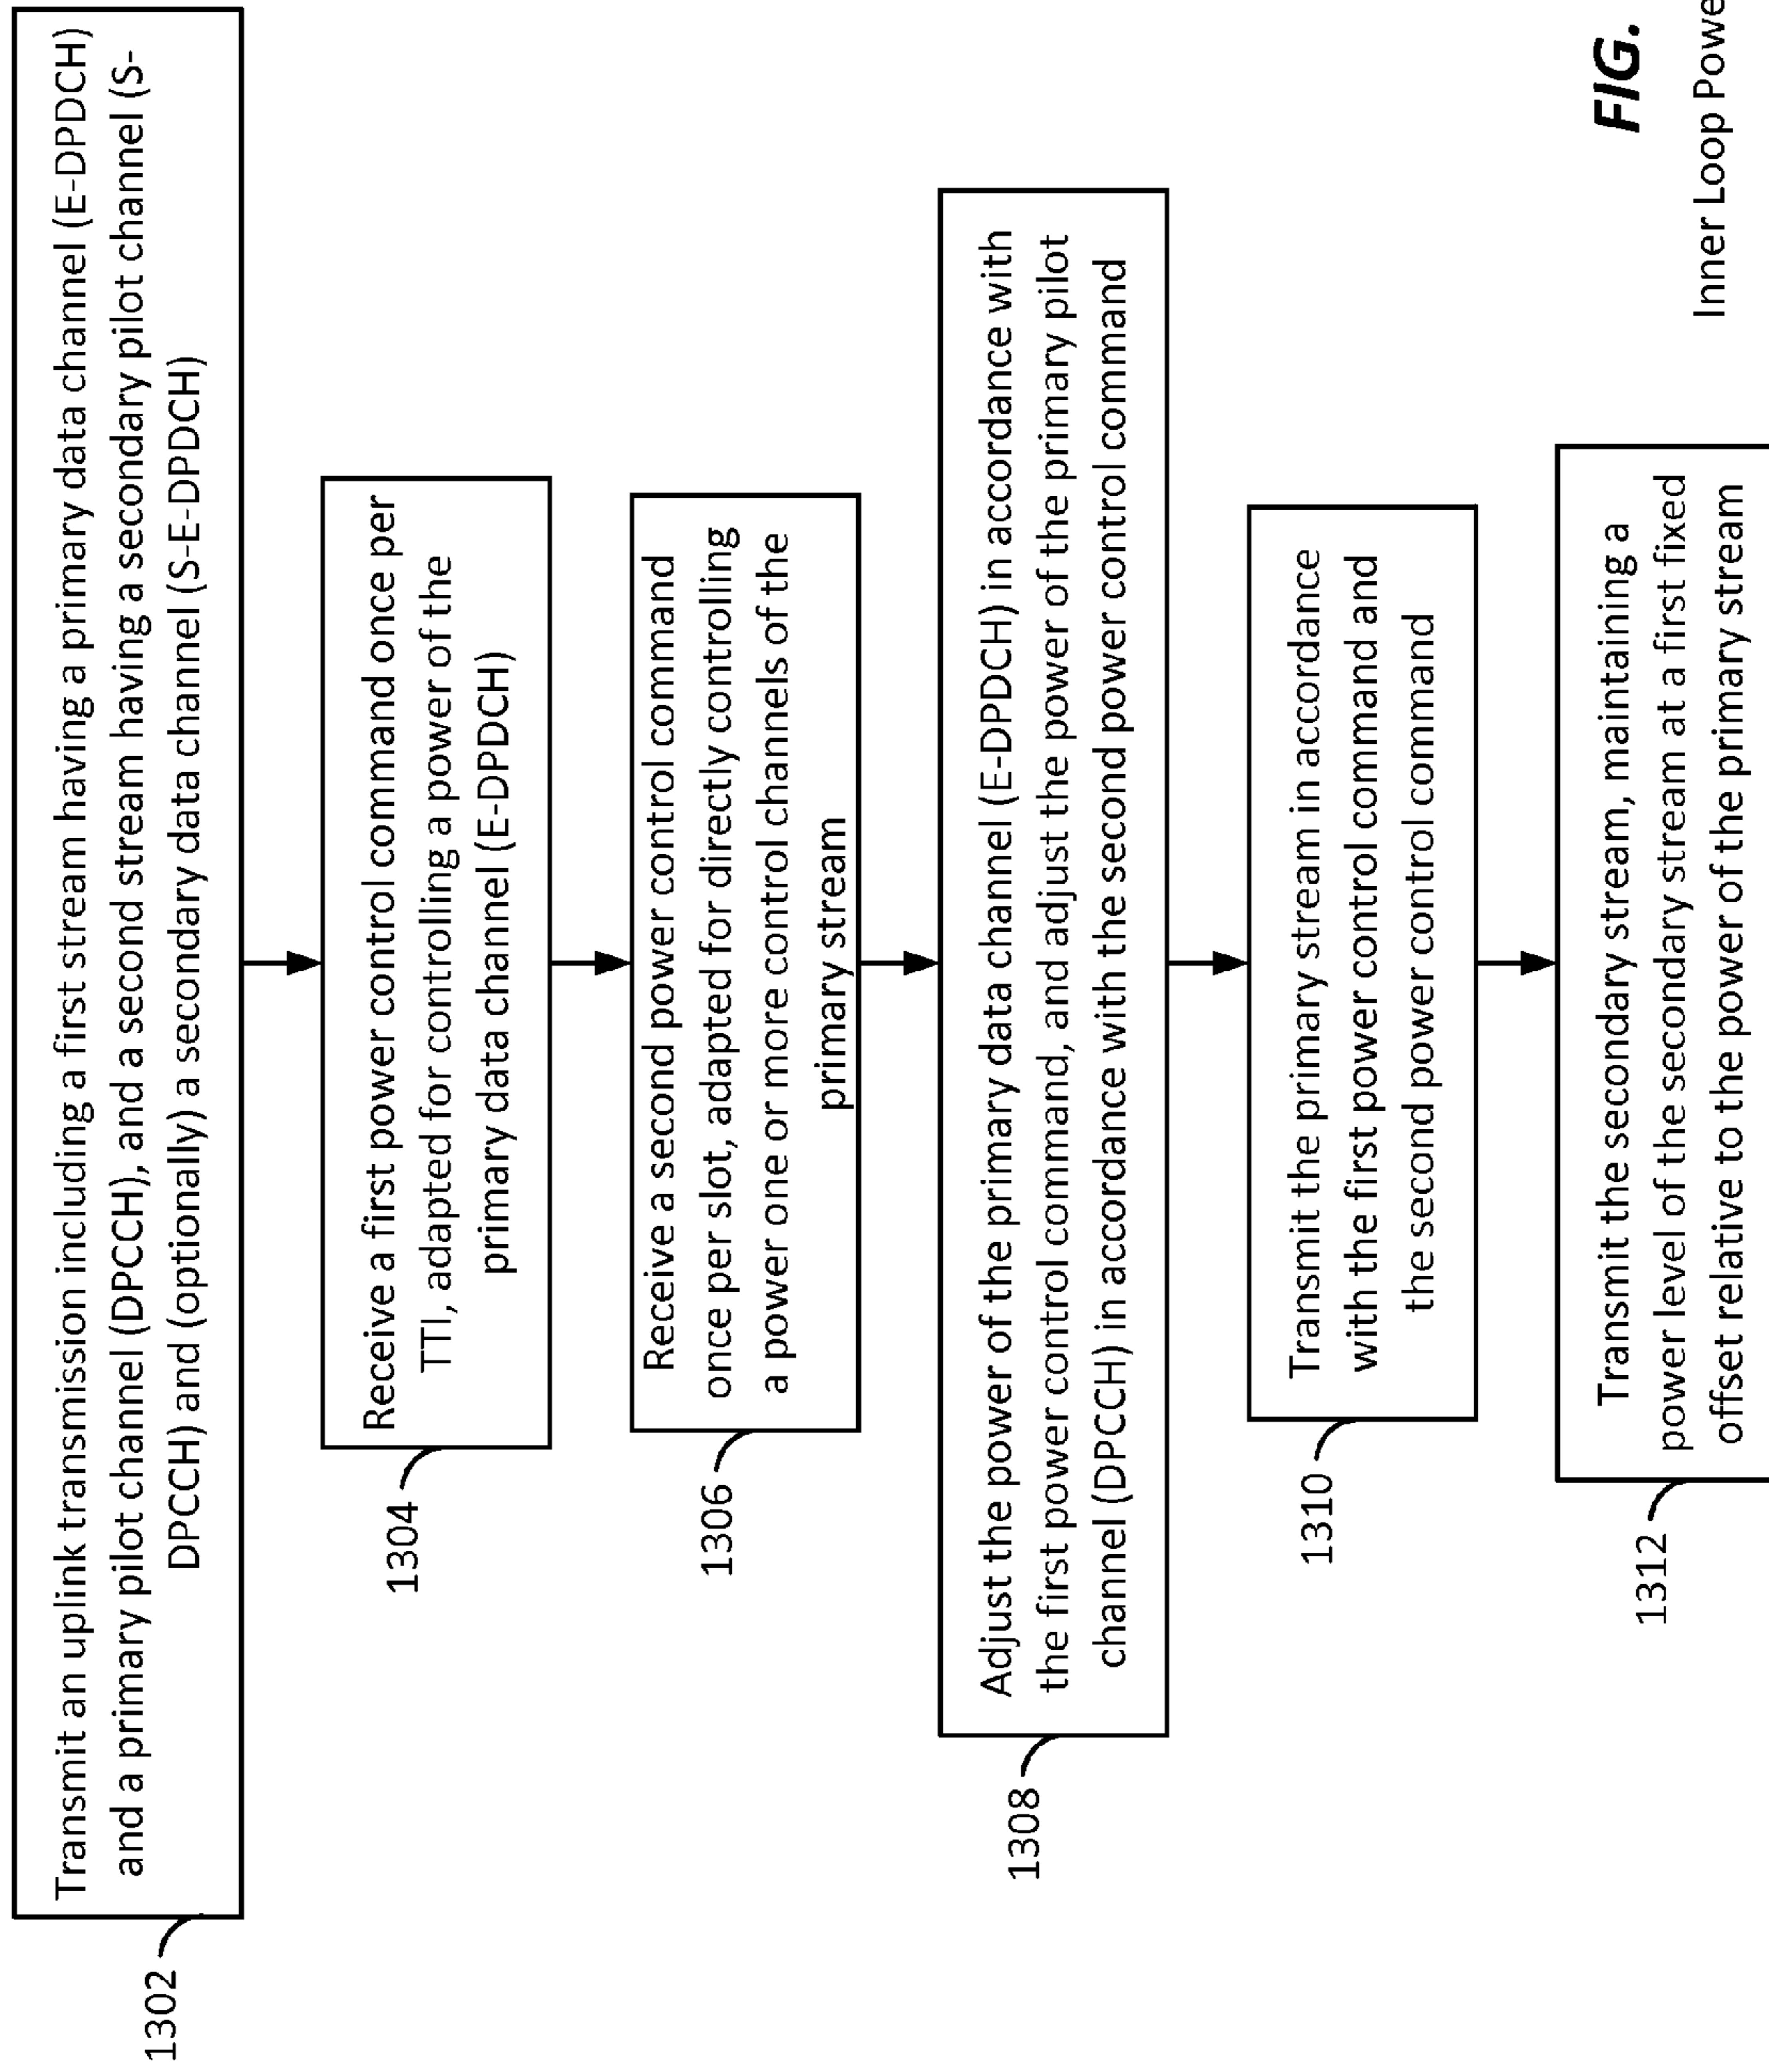 Transmit an uplink transmission including a first stream having a primary data channel (E-DPDCH)
and a primary pilot channel (DPCCH), and a second stream having a secondary pilot channel (S-
DPCCH) and (optionally) a secondary data channel (S-E-DPDCH)
1302
Receive a first power control command once per
TTI, adapted for controlling a power of the
primary data channel (E-DPDCH)
1304
Receive a second power control command
once per slot, adapted for directly controlling
a power one or more control channels of the
primary stream
1306
Adjust the power of the primary data channel (E-DPDCH) in accordance with
the first power control command, and adjust the power of the primary pilot
channel (DPCCH) in accordance with the second power control command
1308
Transmit the primary stream in accordance
with the first power control command and
the second power control command
1310
Transmit the secondary stream, maintaining a
power level of the secondary stream at a first fixed
offset relative to the power of the primary stream
1312
FIG.
Inner Loop